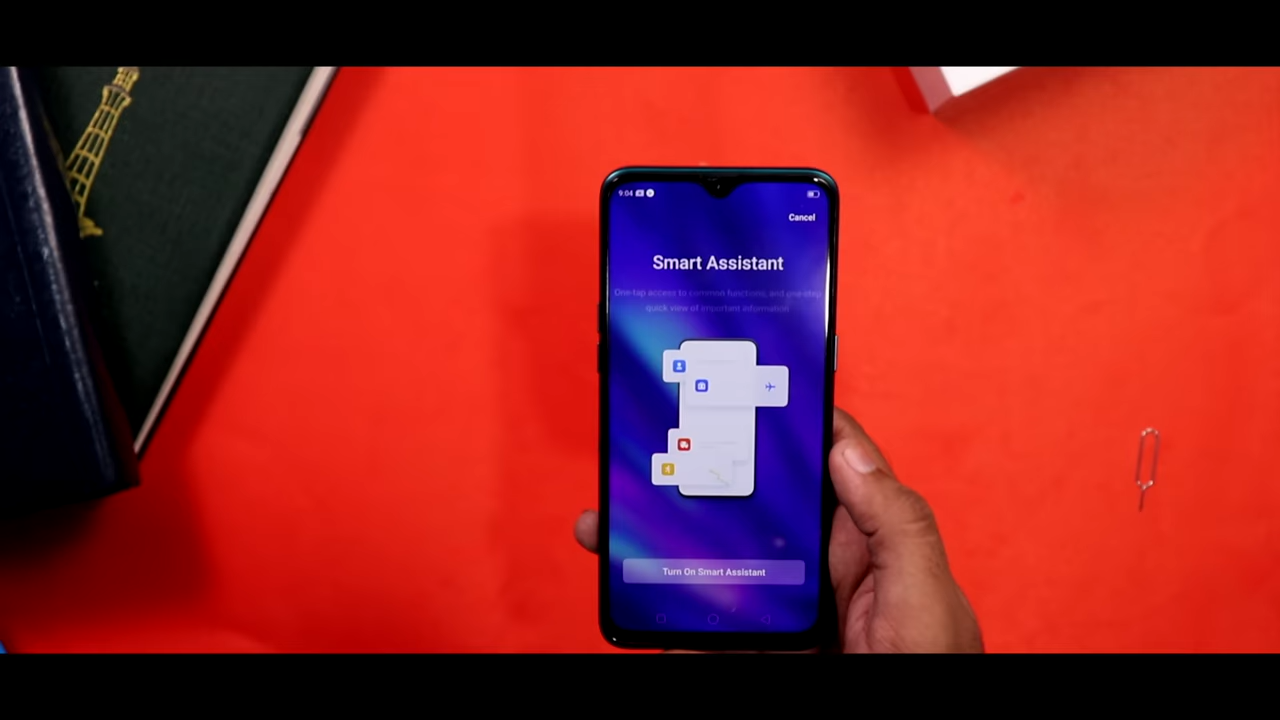 9:04
Cancel
Smart Assistant
One-tap access to common functions, and one-stop
quick view of important information
Turn On Smart Assistant